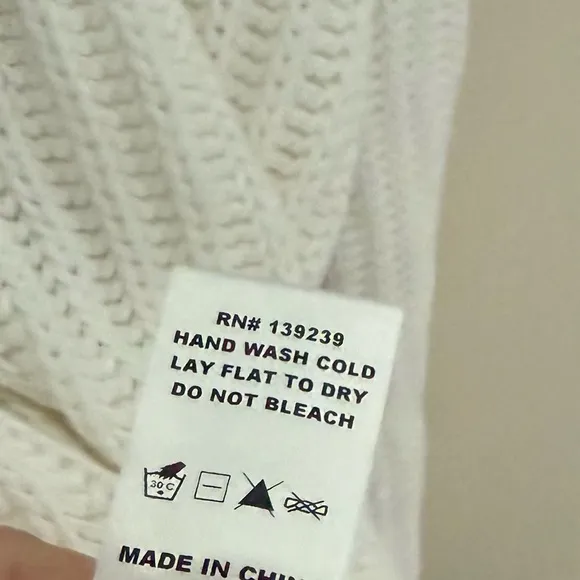 RN# 139239
HAND WASH COLD
LAY FLAT TO DRY
DO NOT BLEACH
30 C
MADE IN